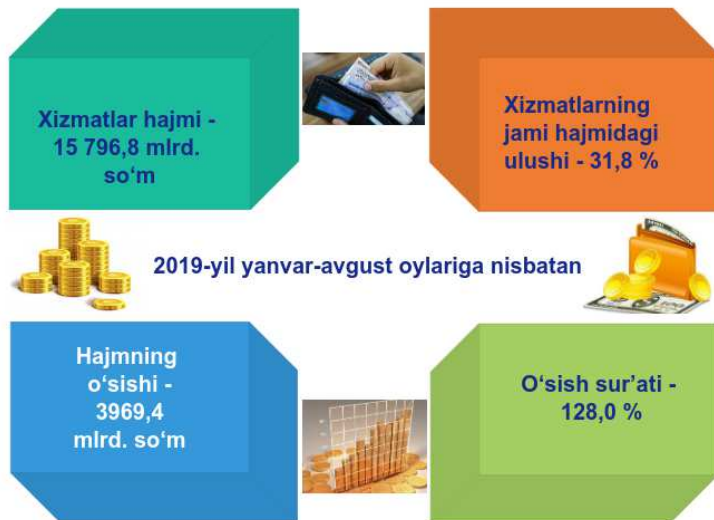 Xizmatlar hajmi -
15 796,8 mlrd.
so‘m
Xizmatlarning
jami hajmidagi
ulushi - 31,8 %
2019-yil yanvar-avgust oylariga nisbatan
Hajmning
o‘sishi -
3969,4
mlrd. so‘m
O‘sish sur’ati -
128,0 %